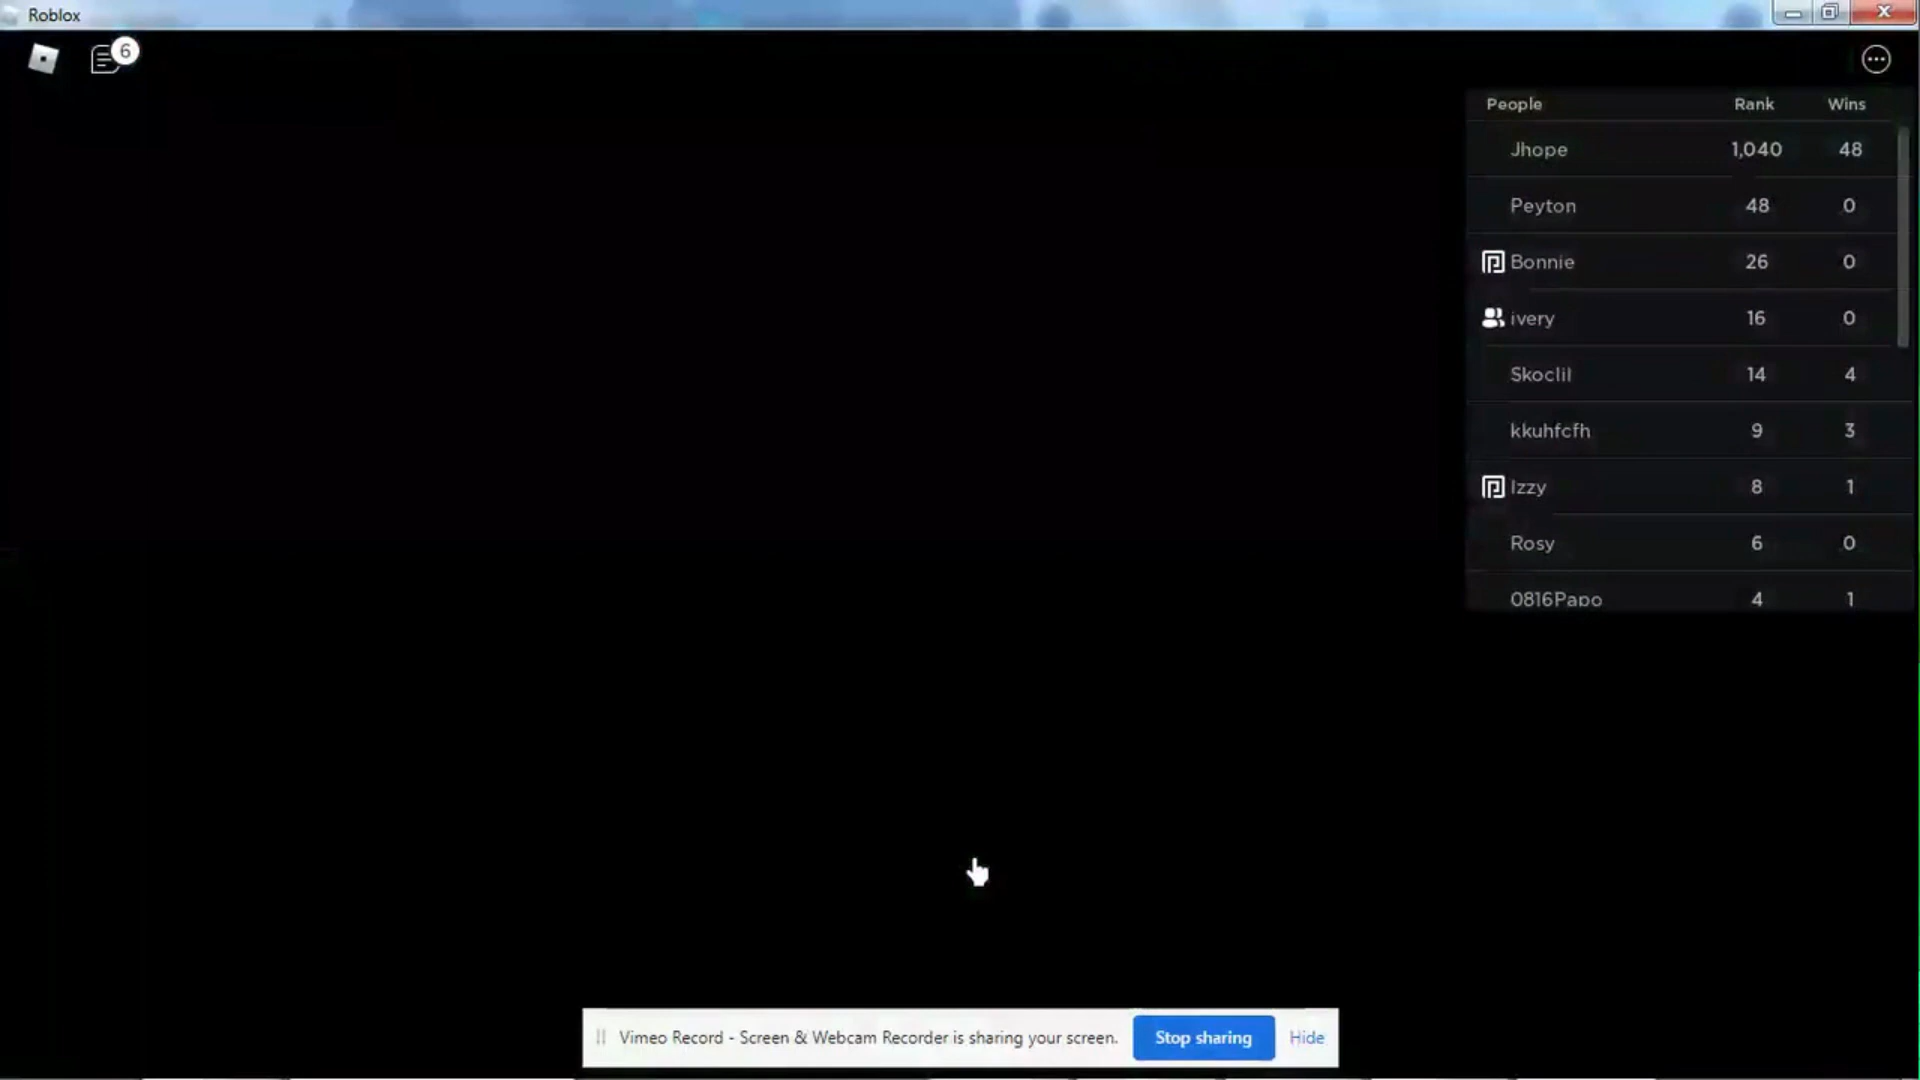 Roblox
6
People Rank Wins
Jhope 1,040 48
Peyton 48 0
Bonnie 26 0
ivery 16 0
Skoclil 14 4
kkuhfcfh 9 3
Izzy 8 1
Rosy 6 0
0816Papo 4 1
Vimeo Record - Screen & Webcam Recorder is sharing your screen. Stop sharing Hide